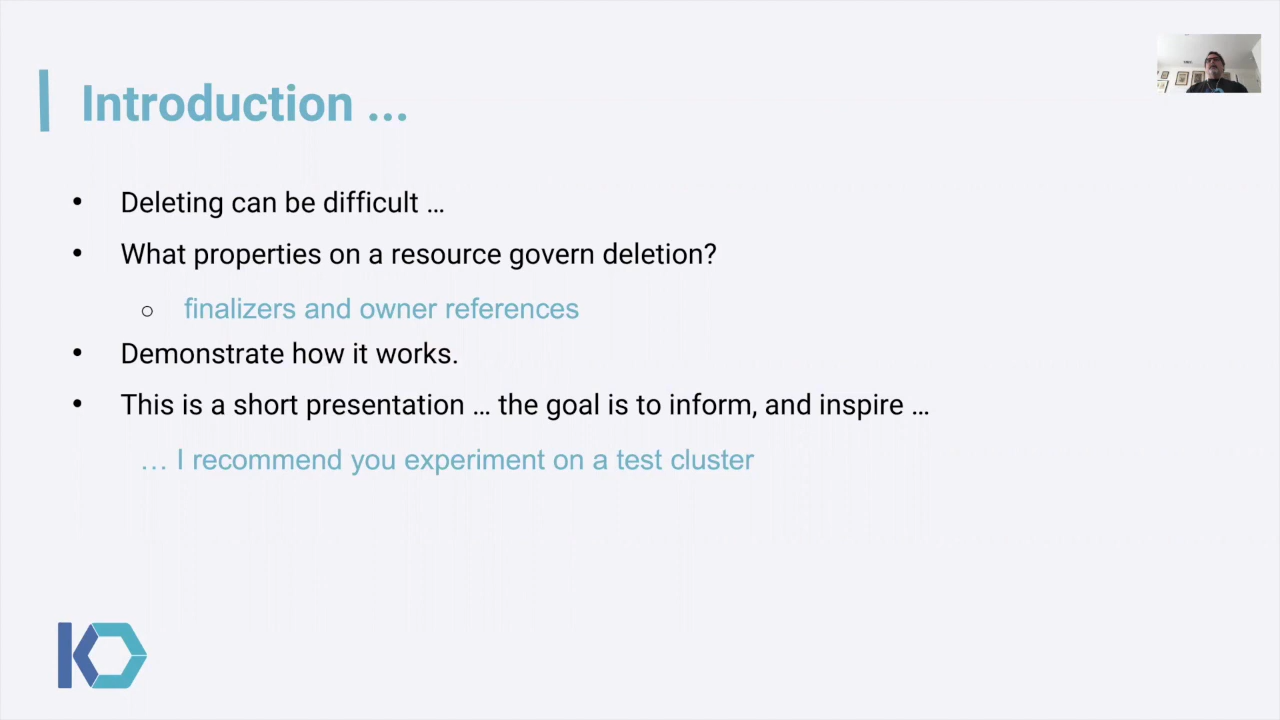 Introduction ...
• Deleting can be difficult …
• What properties on a resource govern deletion?
○ finalizers and owner references
• Demonstrate how it works.
• This is a short presentation … the goal is to inform, and inspire …
… I recommend you experiment on a test cluster